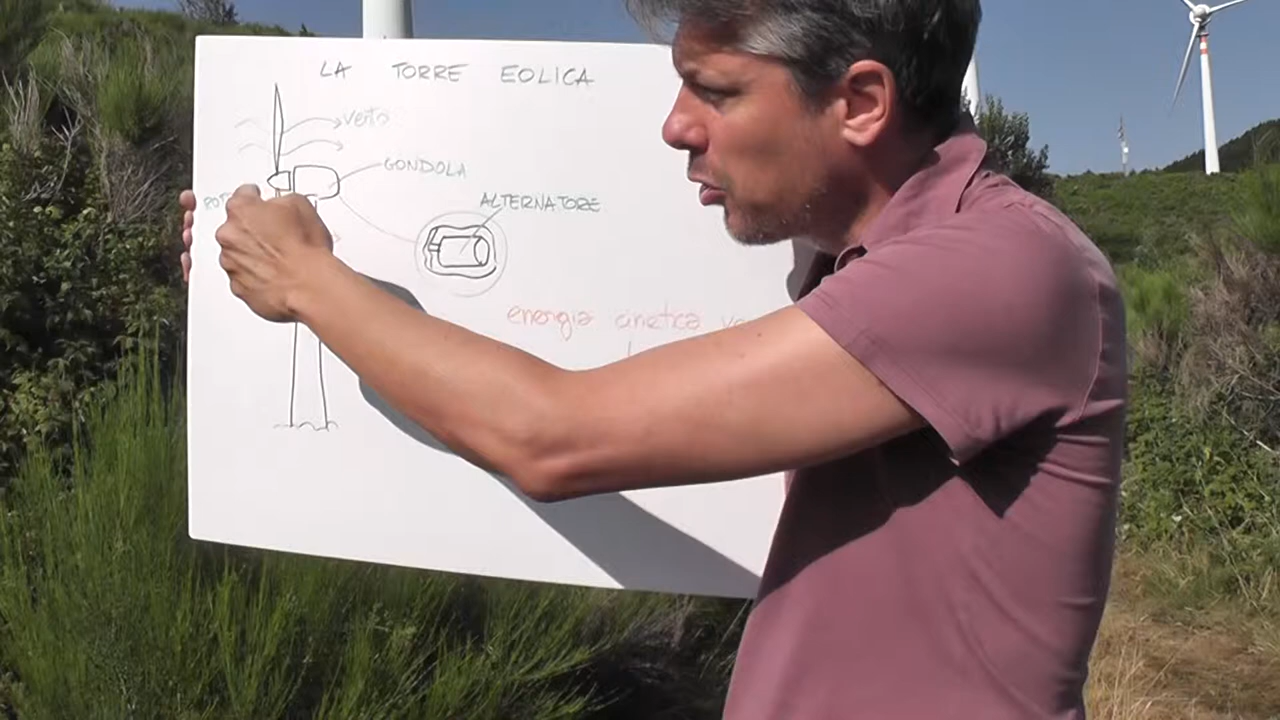 LA TORRE EOLICA
vento
GONDOLA
ALTERNATORE
energia cinetica